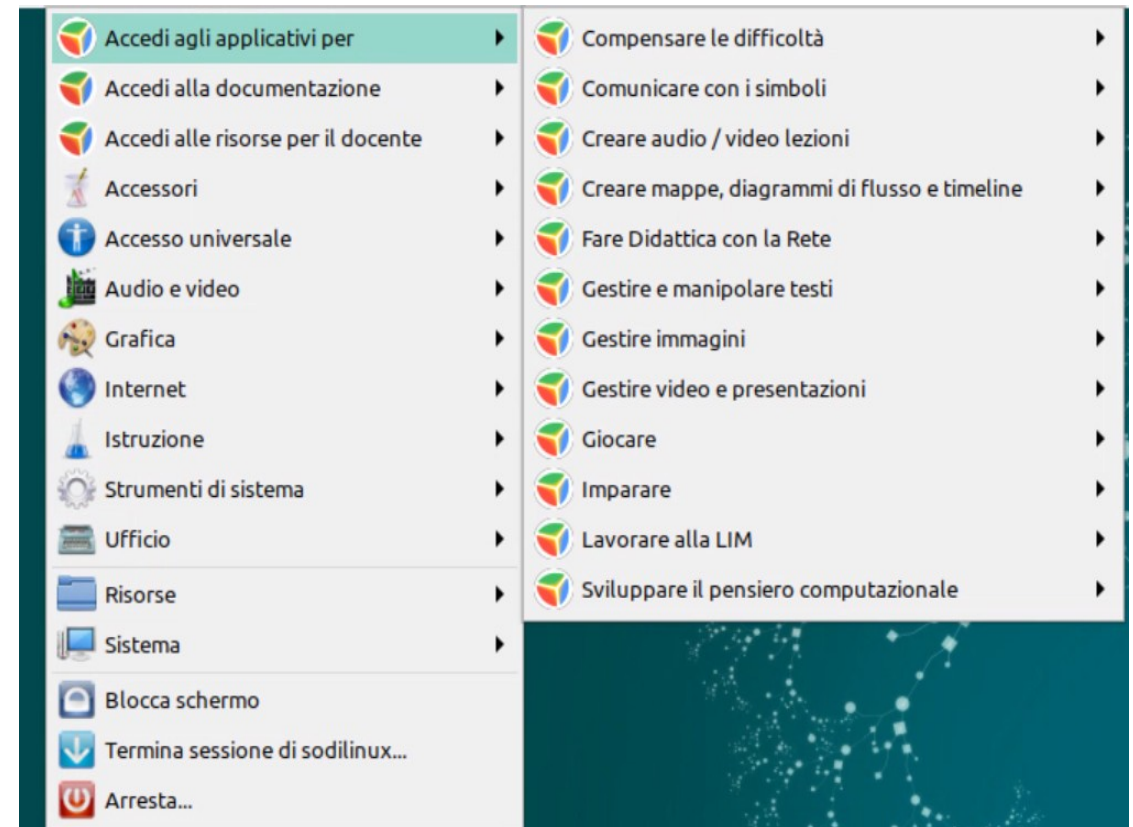 Accedi agli applicativi per
Accedi alla documentazione
Accedi alle risorse per il docente
Accessori
Accesso universale
Audio e video
Grafica
Internet
Istruzione
Strumenti di sistema
Ufficio
Risorse
Sistema
Blocca schermo
Termina sessione di sodilinux...
Arresta...
Compensare le difficoltà
Comunicare con i simboli
Creare audio / video lezioni
Creare mappe, diagrammi di flusso e timeline
Fare Didattica con la Rete
Gestire e manipolare testi
Gestire immagini
Gestire video e presentazioni
Giocare
Imparare
Lavorare alla LIM
Sviluppare il pensiero computazionale